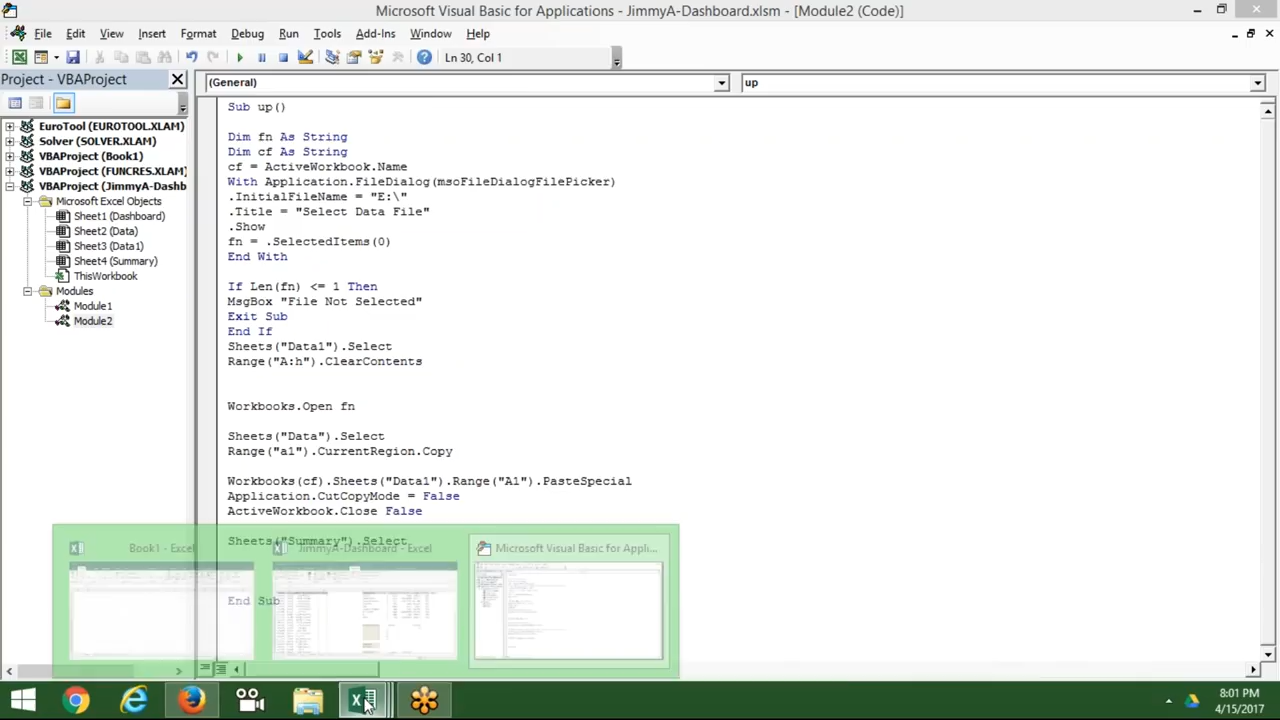 Microsoft Visual Basic for Applications - JimmyA-Dashboard.xlsm - [Module2 (Code)]
File Edit View Insert Format Debug Run Tools Add-Ins Window Help
Ln 30, Col 1
Project - VBAProject
(General)
up
EuroTool (EUROTOOL.XLAM)
Solver (SOLVER.XLAM)
VBAProject (Book1)
VBAProject (FUNCRES.XLAM)
VBAProject (JimmyA-Dashb
Microsoft Excel Objects
Sheet1 (Dashboard)
Sheet2 (Data)
Sheet3 (Data1)
Sheet4 (Summary)
ThisWorkbook
Modules
Module1
Module2
Sub up()
Dim fn As String
Dim cf As String
cf = ActiveWorkbook.Name
With Application.FileDialog(msoFileDialogFilePicker)
.InitialFileName = "E:\"
.Title = "Select Data File"
.Show
fn = .SelectedItems(0)
End With
If Len(fn) <= 1 Then
MsgBox "File Not Selected"
Exit Sub
End If
Sheets("Data1").Select
Range("A:h").ClearContents
Workbooks.Open fn
Sheets("Data").Select
Range("a1").CurrentRegion.Copy
Workbooks(cf).Sheets("Data1").Range("A1").PasteSpecial
Application.CutCopyMode = False
ActiveWorkbook.Close False
Sheets("Summary").Select
End Sub
Book1 - Excel
JimmyA-Dashboard - Excel
Microsoft Visual Basic for Appli...
8:01 PM
4/15/2017